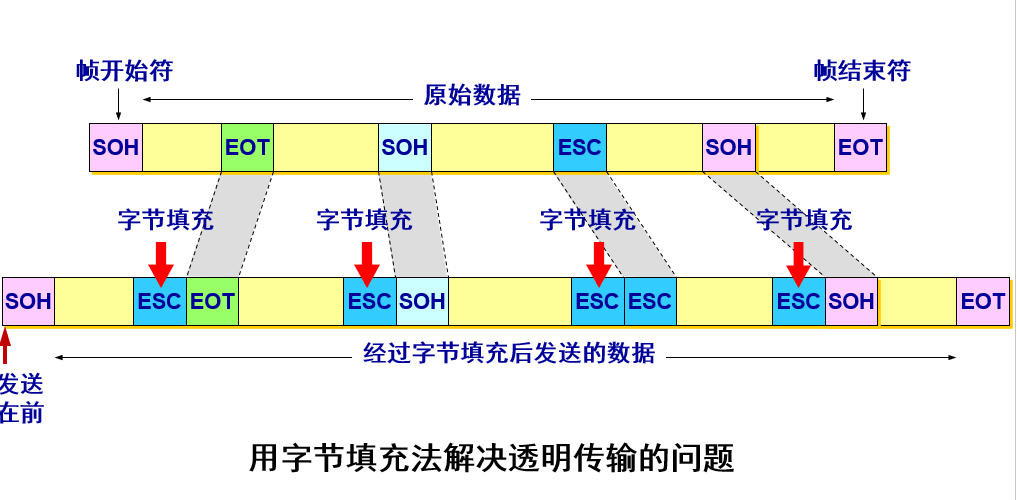 帧开始符 帧结束符
原始数据
SOH EOT SOH ESC SOH EOT
字节填充 字节填充 字节填充 字节填充
SOH ESC EOT ESC SOH ESC ESC ESC SOH EOT
经过字节填充后发送的数据
发送
在前
用字节填充法解决透明传输的问题